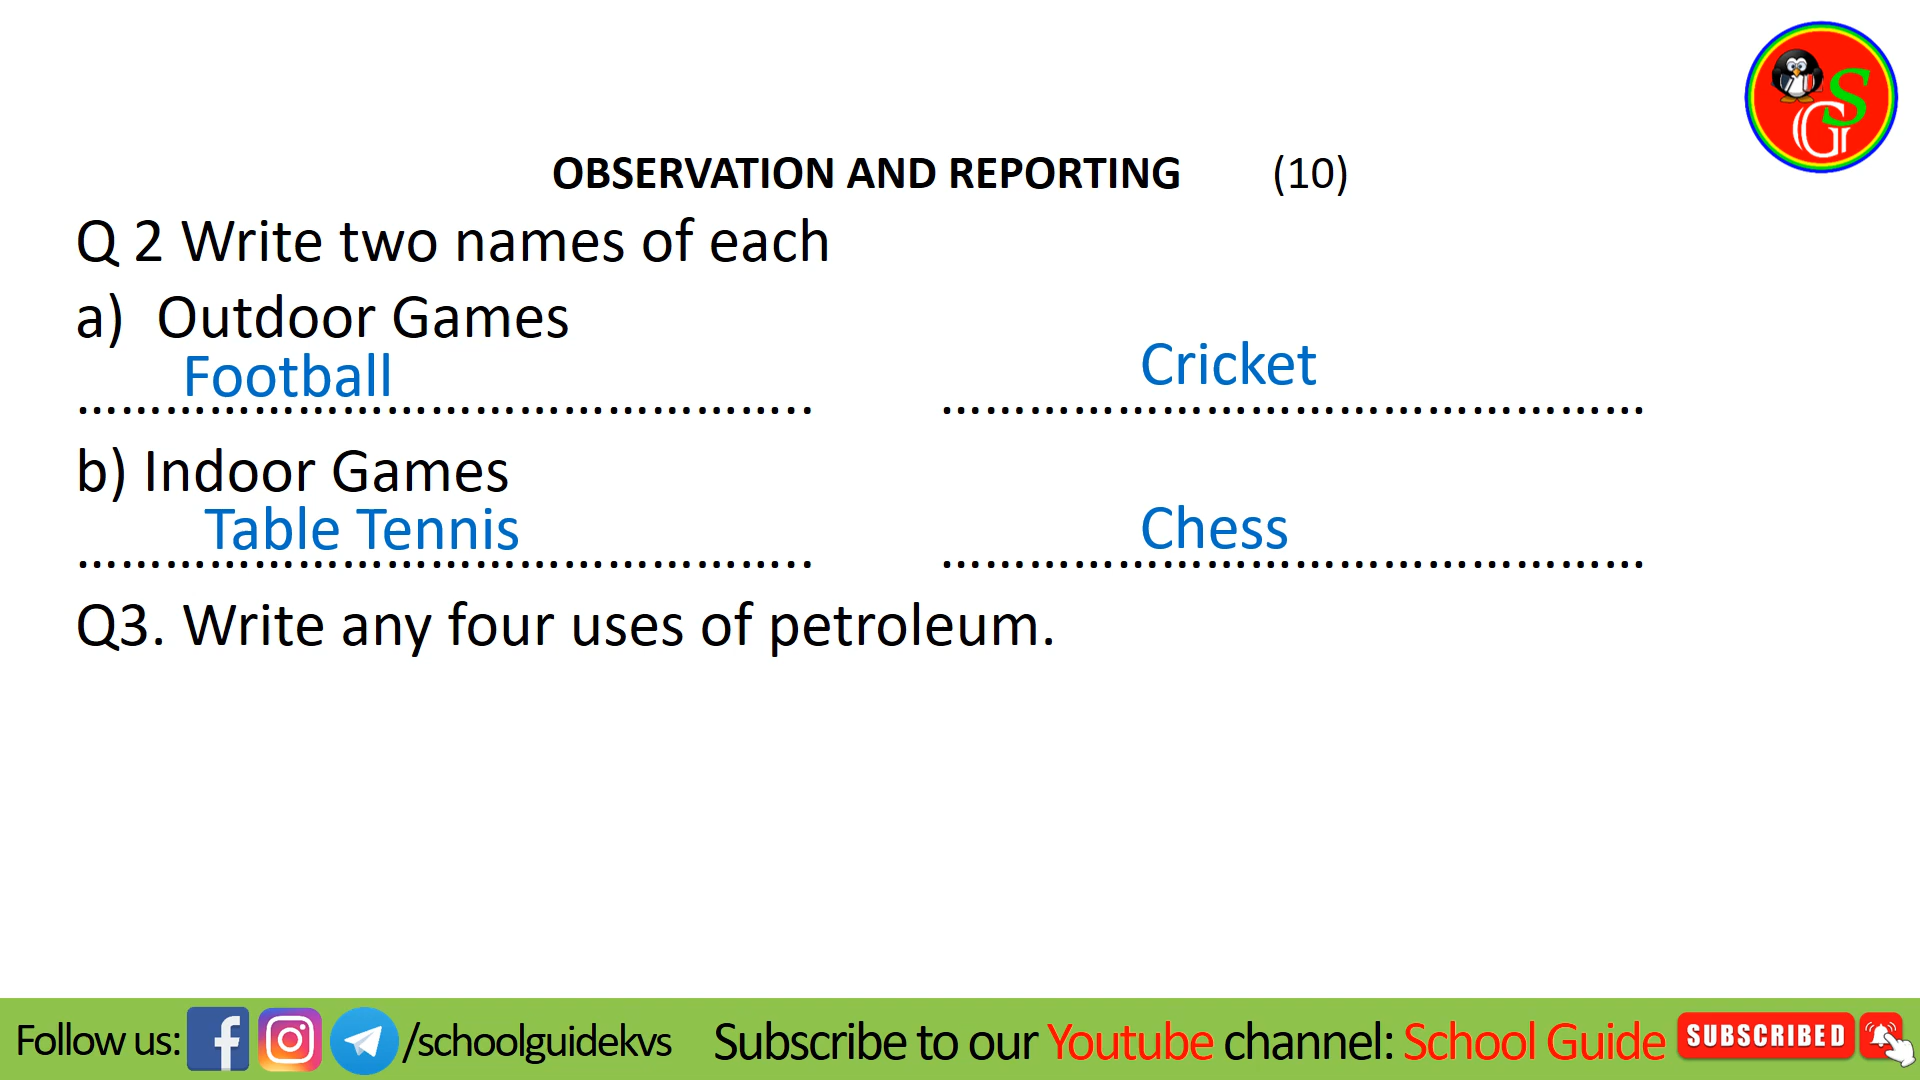 S
G
OBSERVATION AND REPORTING (10)
Q 2 Write two names of each
a) Outdoor Games
Football Cricket
……………………………………………….. ………………………………………………
b) Indoor Games
Table Tennis Chess
……………………………………………….. ………………………………………………
Q3. Write any four uses of petroleum.
Follow us: f /schoolguidekvs Subscribe to our Youtube channel: School Guide SUBSCRIBED